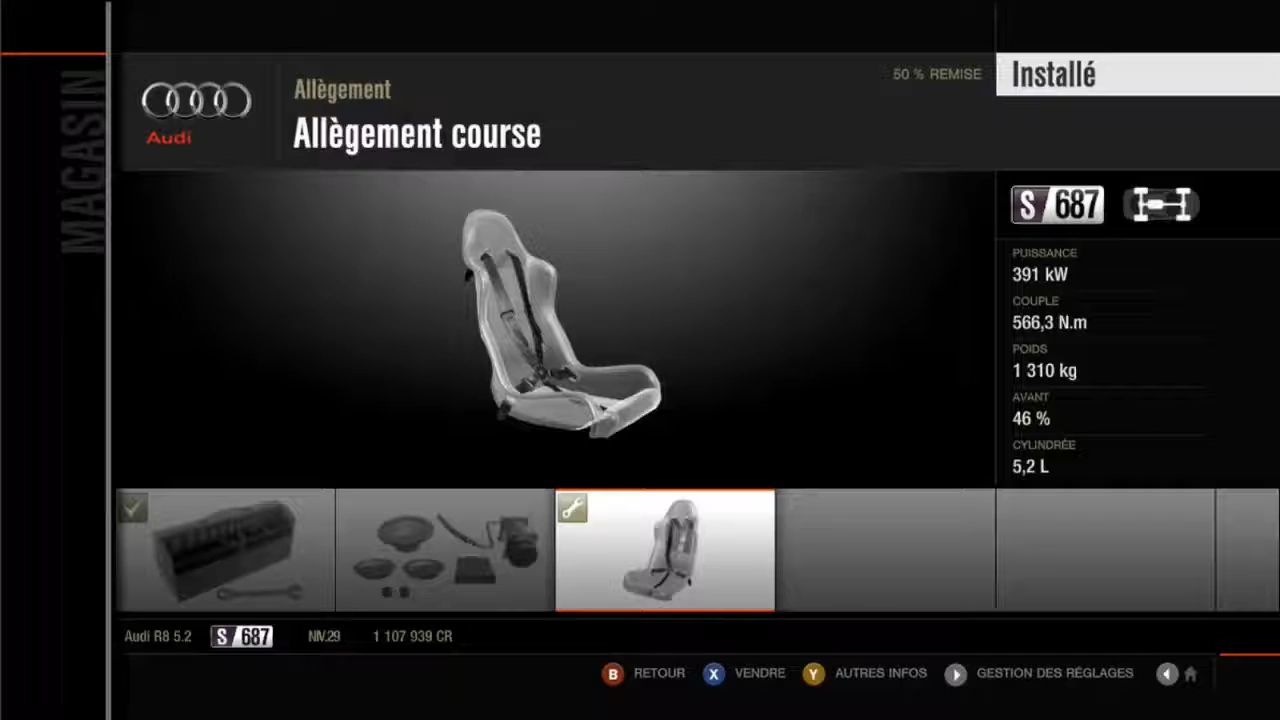 MAGASIN
Audi
Allègement
Allègement course
50 % REMISE
Installé
S 687
PUISSANCE
391 kW
COUPLE
566,3 N.m
POIDS
1 310 kg
AVANT
46 %
CYLINDRÉE
5,2 L
Audi R8 5.2 S 687 NIV.29 1 107 939 CR
B RETOUR X VENDRE Y AUTRES INFOS GESTION DES RÉGLAGES